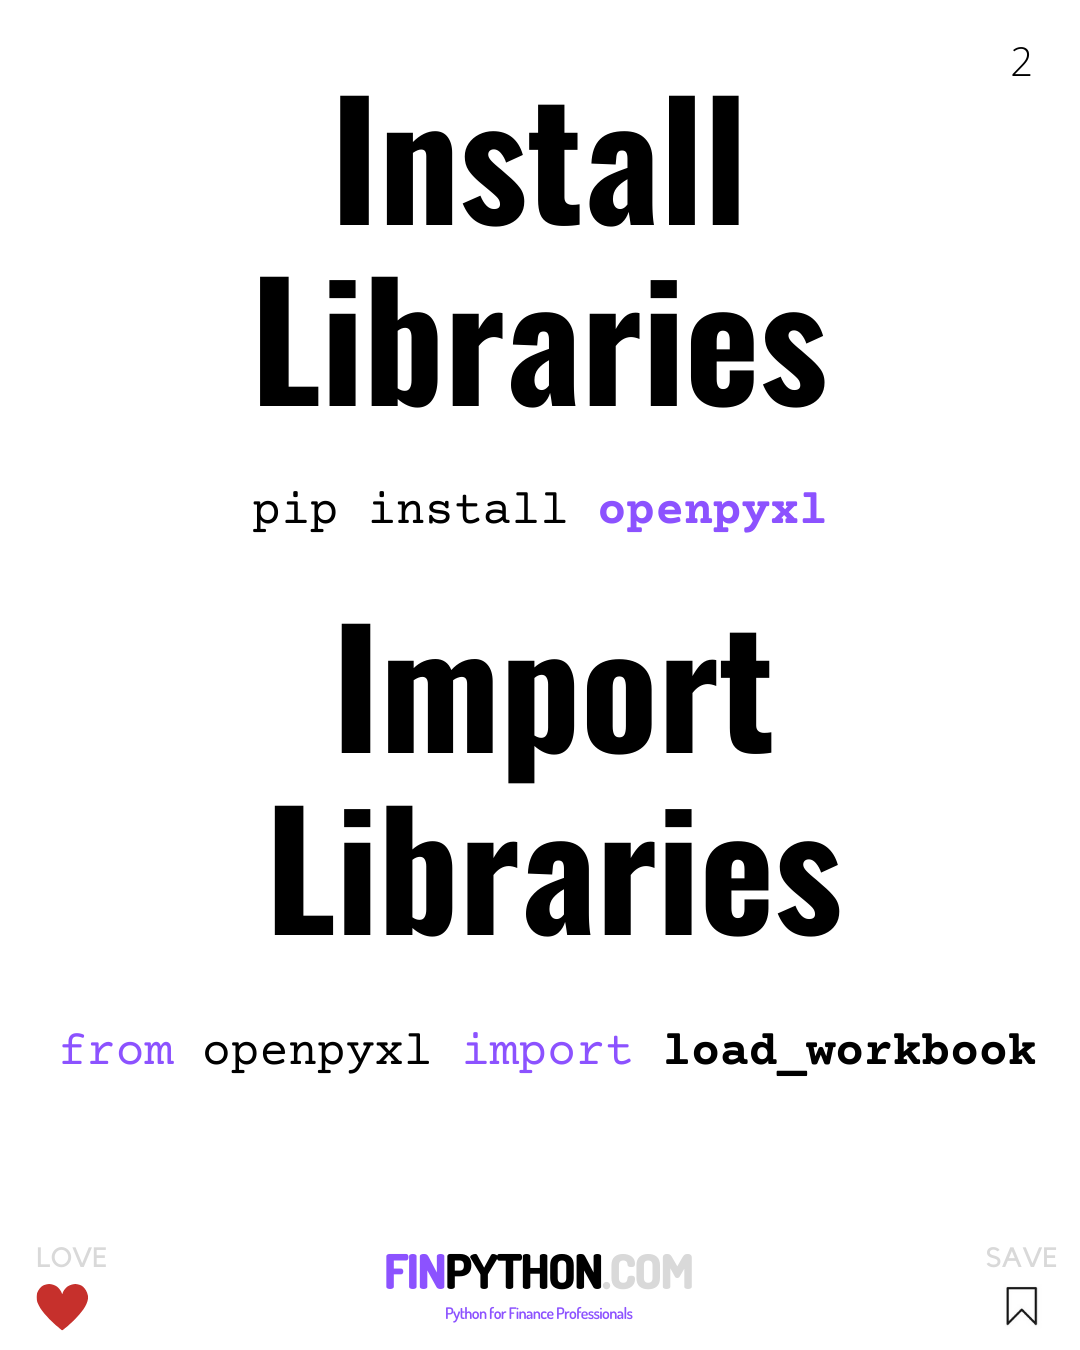 2
Install
Libraries
pip install openpyxl
Import
Libraries
from openpyxl import load_workbook
LOVE
FINPYTHON.COM
SAVE
Python for Finance Professionals